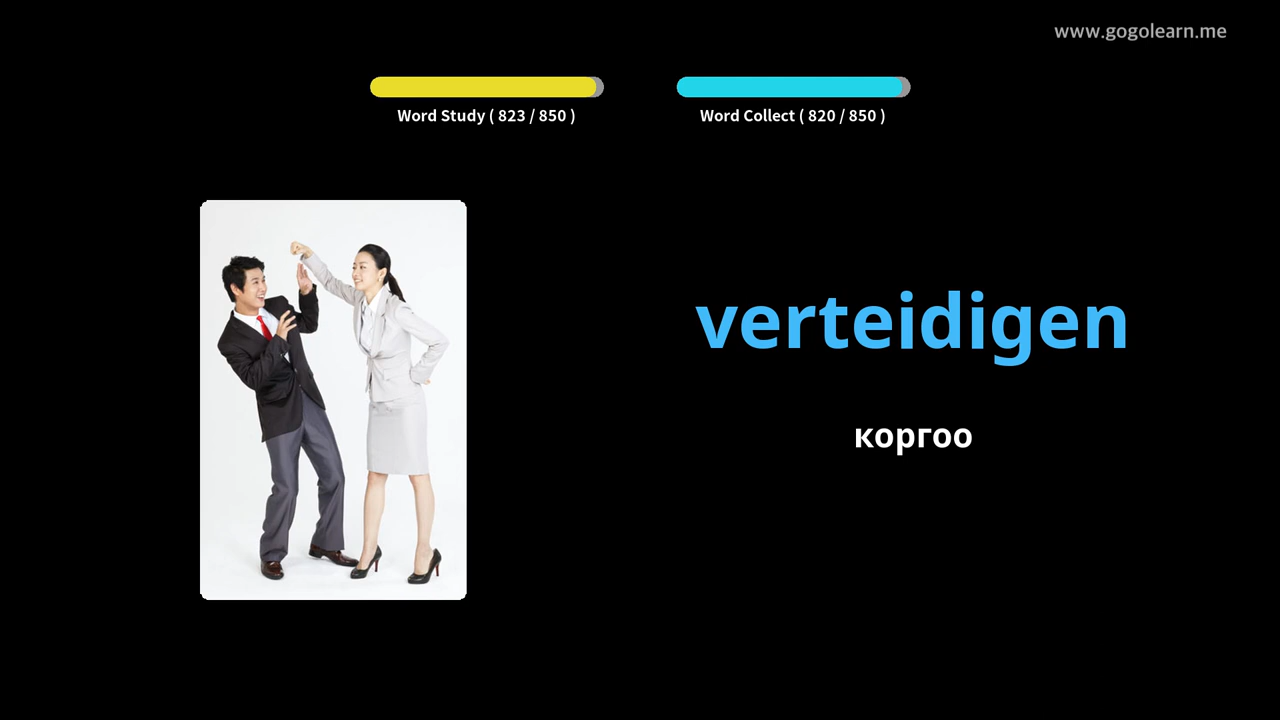 www.gogolearn.me
Word Study ( 823 / 850 )
Word Collect ( 820 / 850 )
verteidigen
коргоо